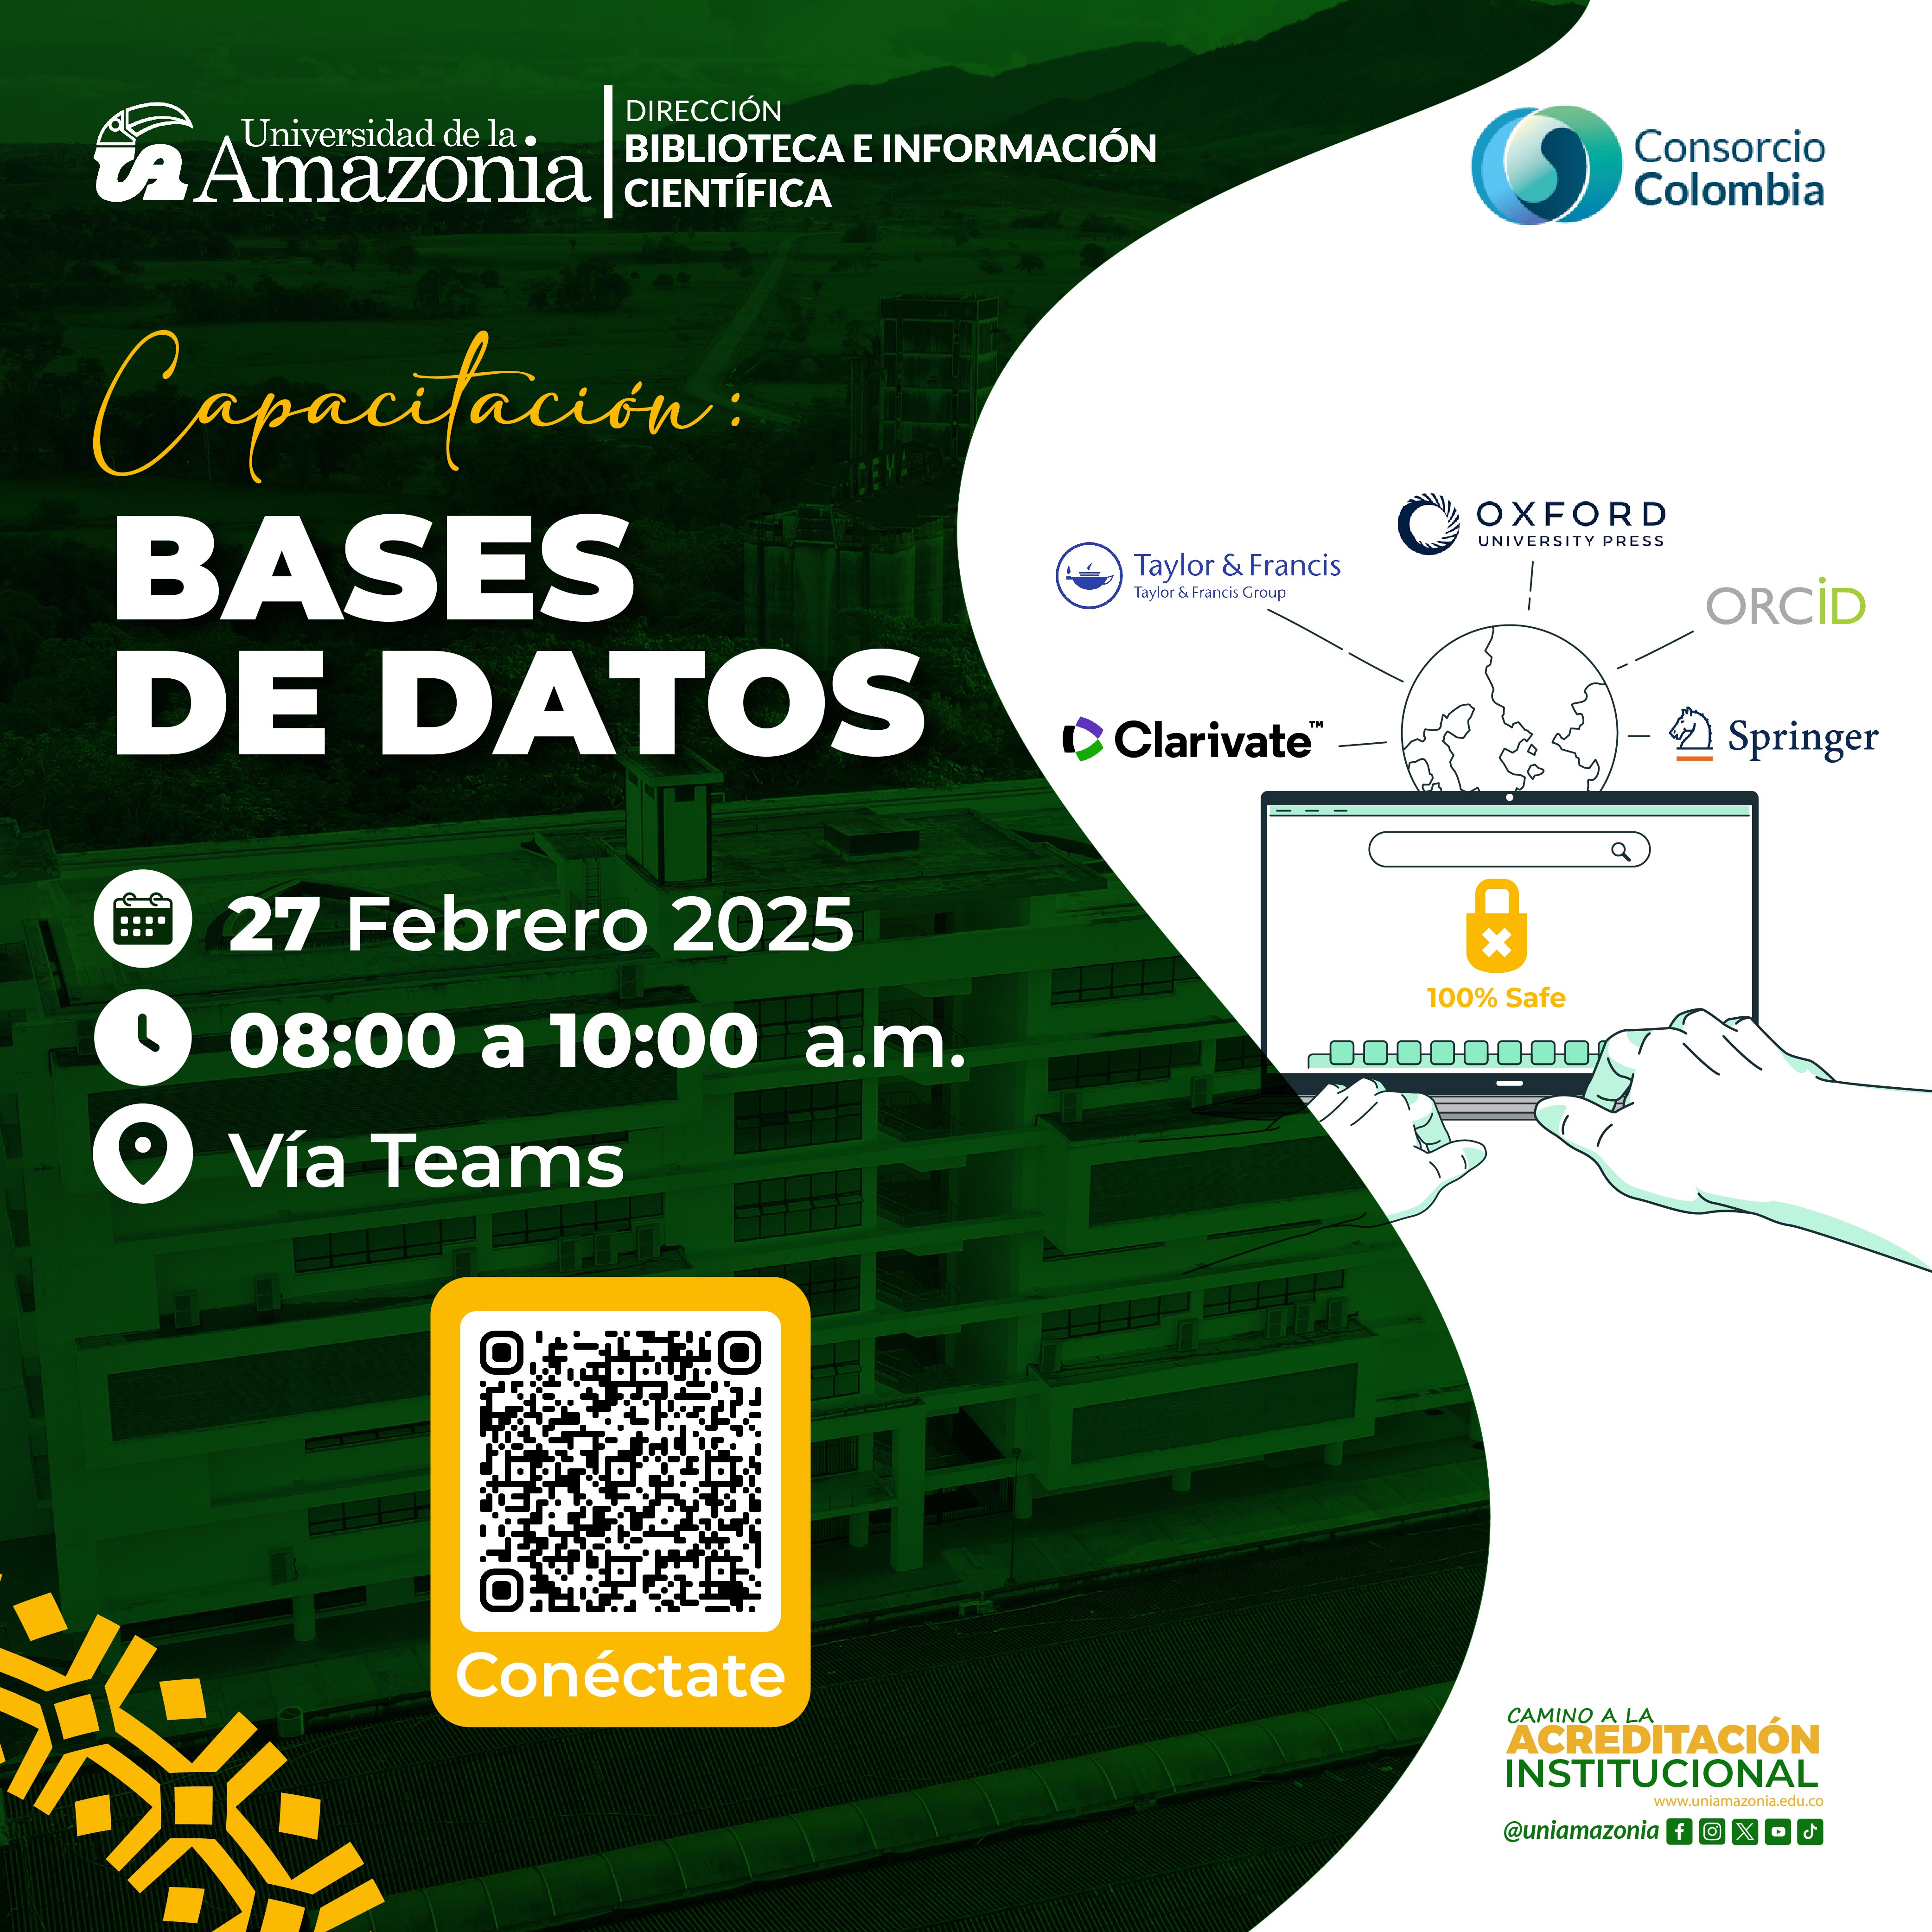 Universidad de la
Amazonia
DIRECCIÓN
BIBLIOTECA E INFORMACIÓN
CIENTÍFICA
Consorcio
Colombia
Capacitación:
BASES
DE DATOS
OXFORD
UNIVERSITY PRESS
Taylor & Francis
Taylor & Francis Group
ORCID
Clarivate™
Springer
100% Safe
27 Febrero 2025
08:00 a 10:00 a.m.
Vía Teams
Conéctate
CAMINO A LA
ACREDITACIÓN
INSTITUCIONAL
www.uniamazonia.edu.co
@uniamazonia